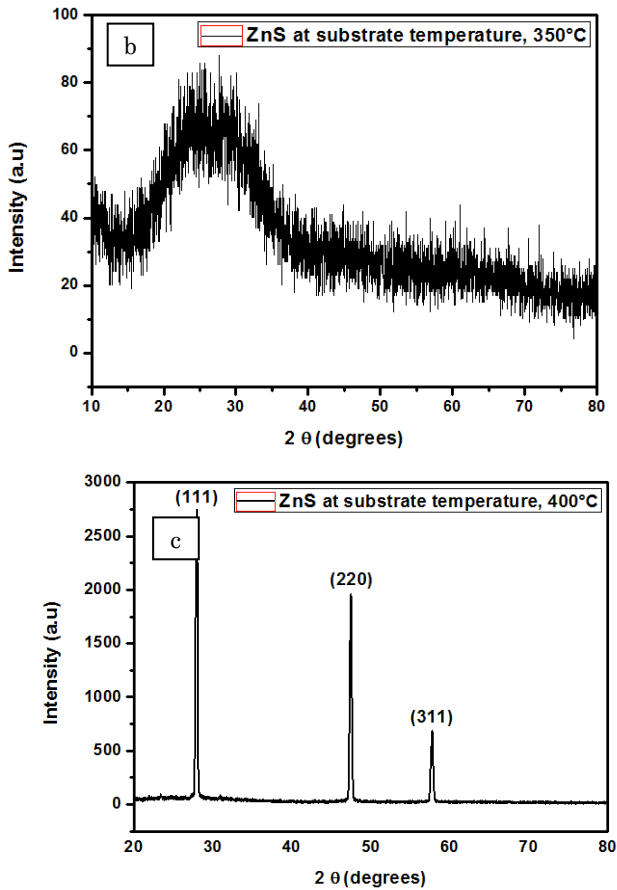 b
ZnS at substrate temperature, 350°C
Intensity (a.u)
100
80
60
40
20
0
10 20 30 40 50 60 70 80
2 θ (degrees)
c
ZnS at substrate temperature, 400°C
(111)
(220)
(311)
Intensity (a.u)
3000
2500
2000
1500
1000
500
0
20 30 40 50 60 70 80
2 θ (degrees)